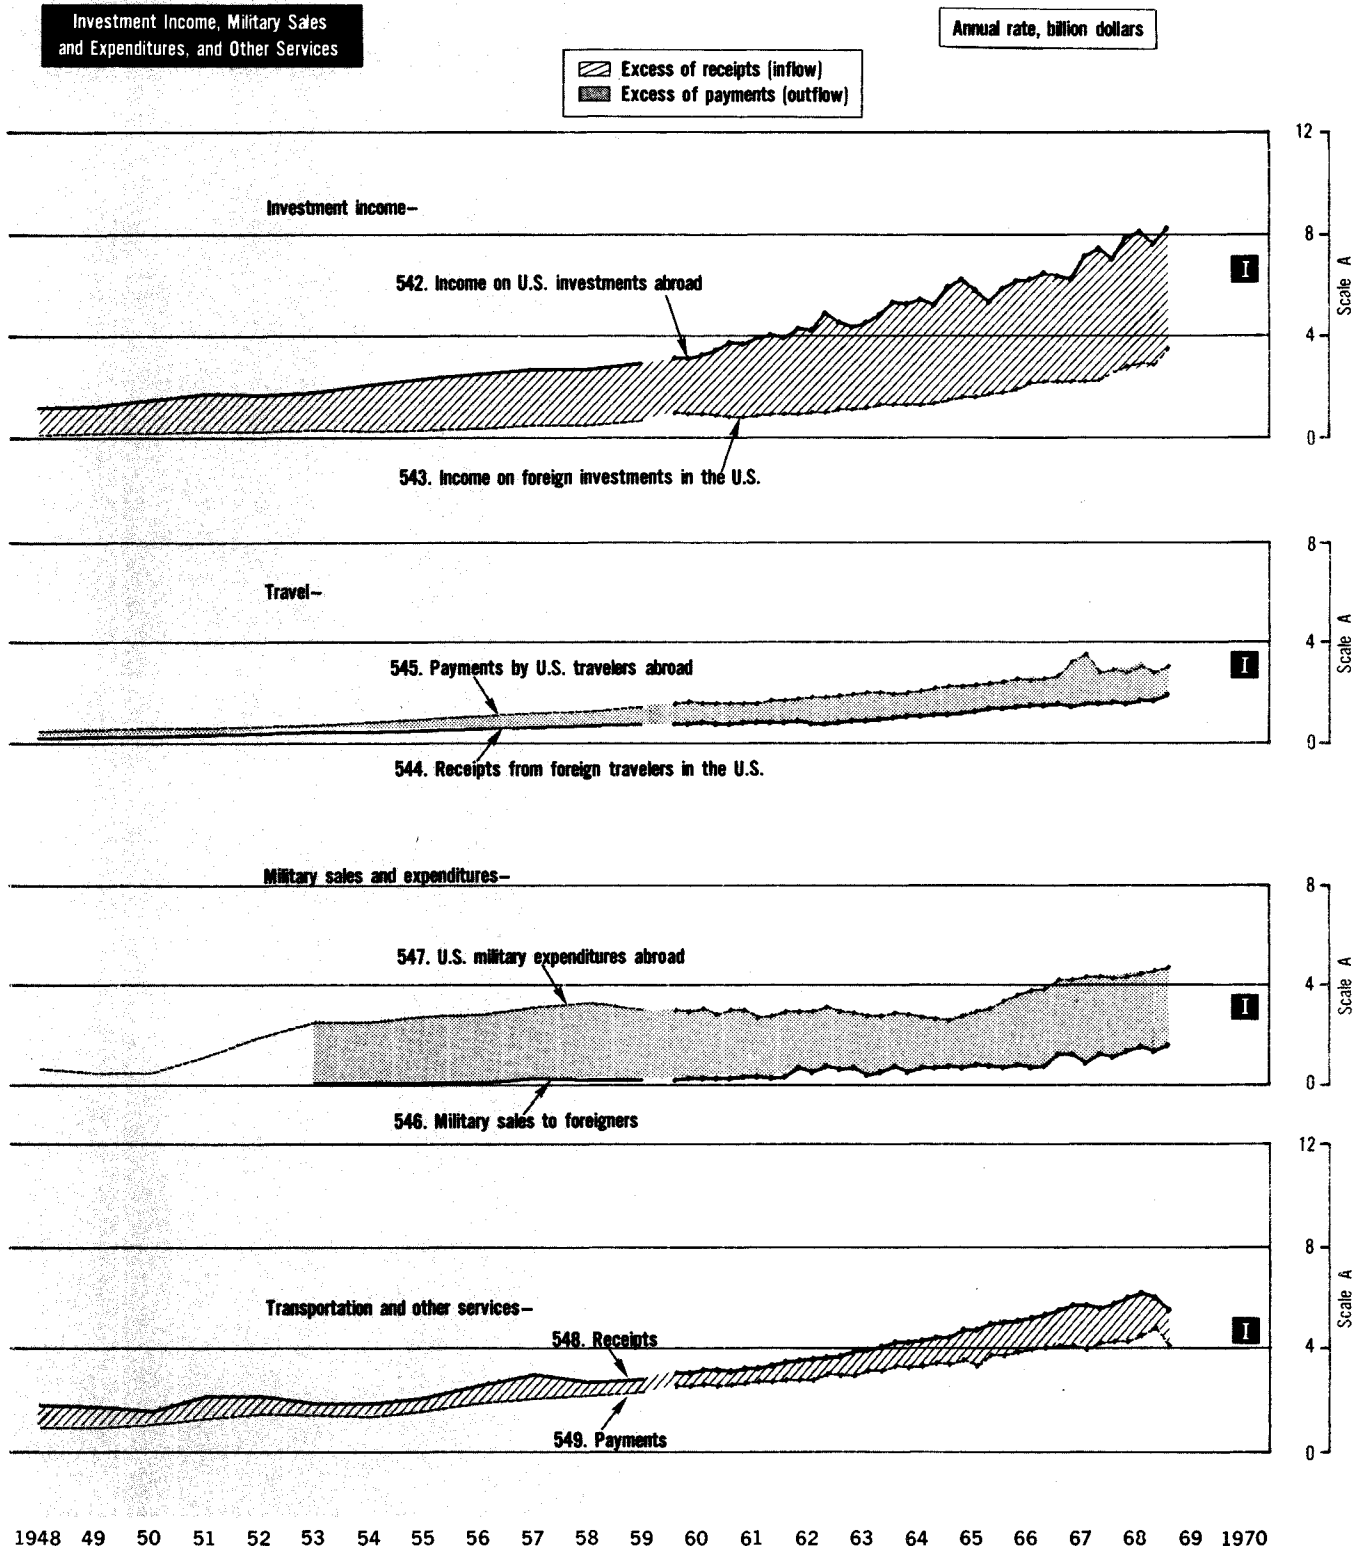 Investment Income, Military Sales
and Expenditures, and Other Services
Annual rate, billion dollars
Excess of receipts (inflow)
Excess of payments (outflow)
12
Investment income—
8
542. Income on U.S. investments abroad
I
Scale A
4
0
543. Income on foreign investments in the U.S.
8
Travel—
4
545. Payments by U.S. travelers abroad
I
Scale A
0
544. Receipts from foreign travelers in the U.S.
Military sales and expenditures—
8
547. U.S. military expenditures abroad
4
I
Scale A
0
546. Military sales to foreigners
12
8
Transportation and other services—
548. Receipts
I
Scale A
4
549. Payments
0
1948 49 50 51 52 53 54 55 56 57 58 59 60 61 62 63 64 65 66 67 68 69 1970